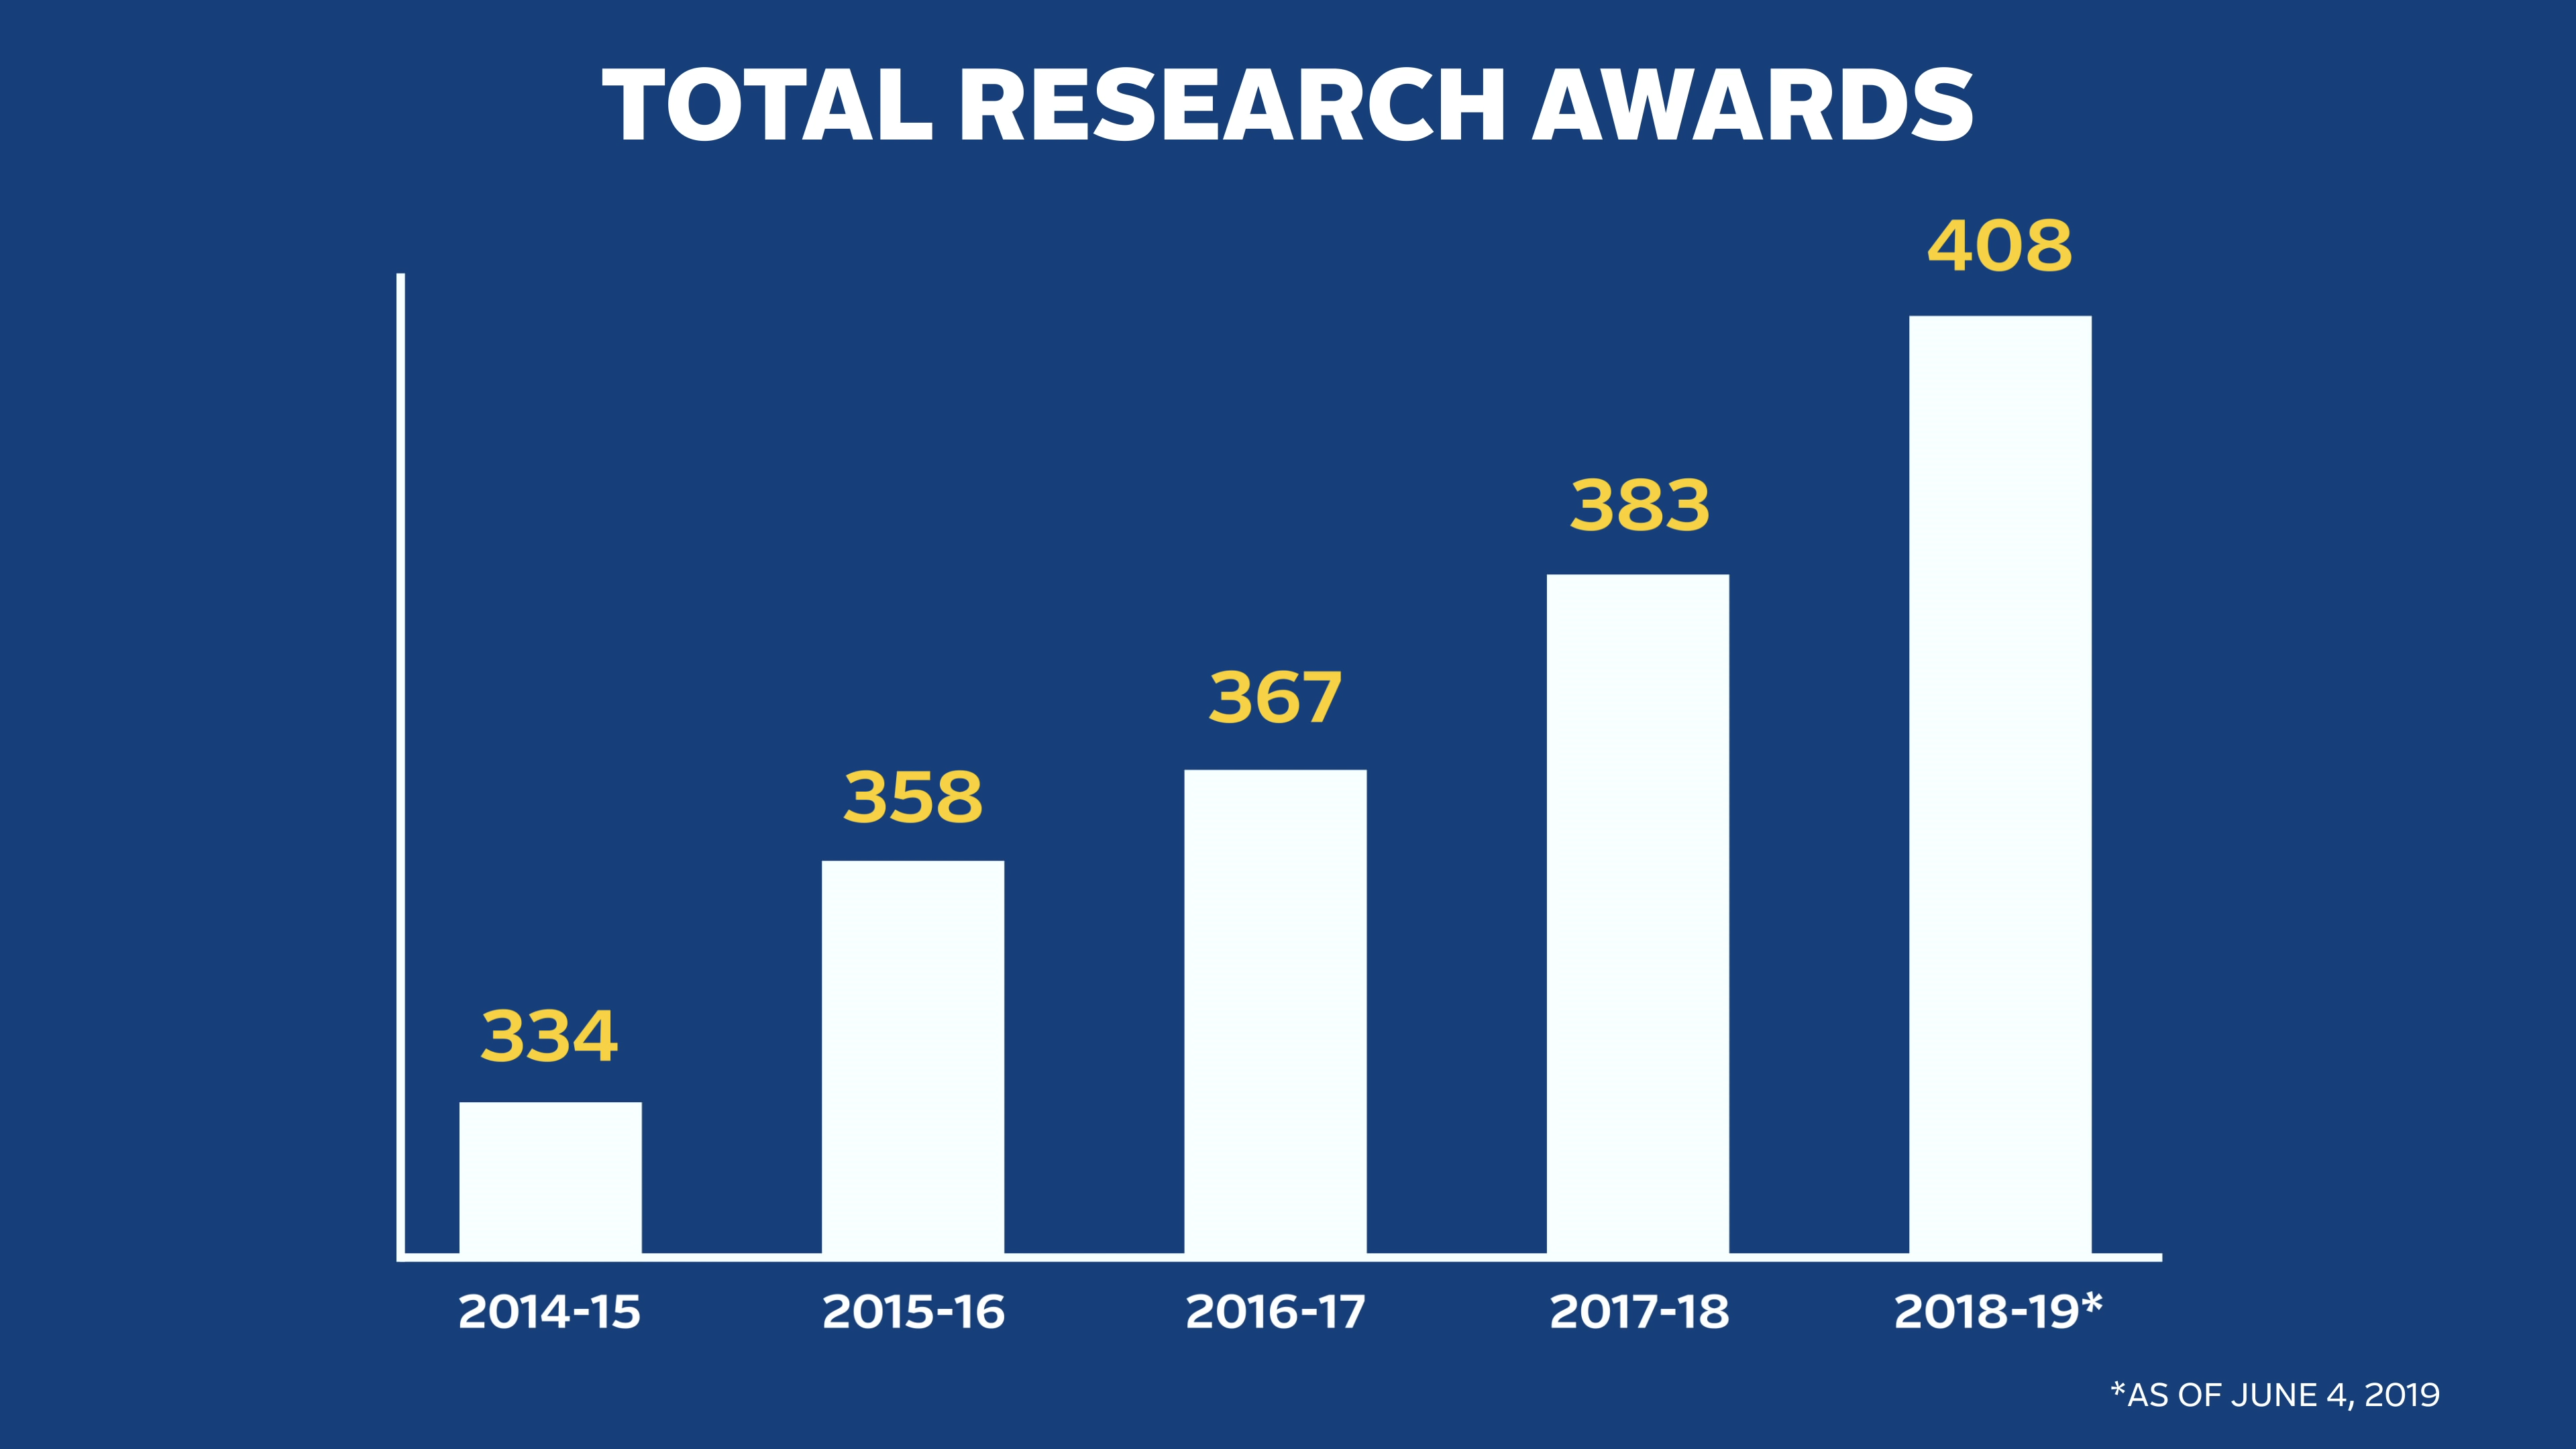 TOTAL RESEARCH AWARDS
408
383
367
358
334
2014-15 2015-16 2016-17 2017-18 2018-19*
*AS OF JUNE 4, 2019